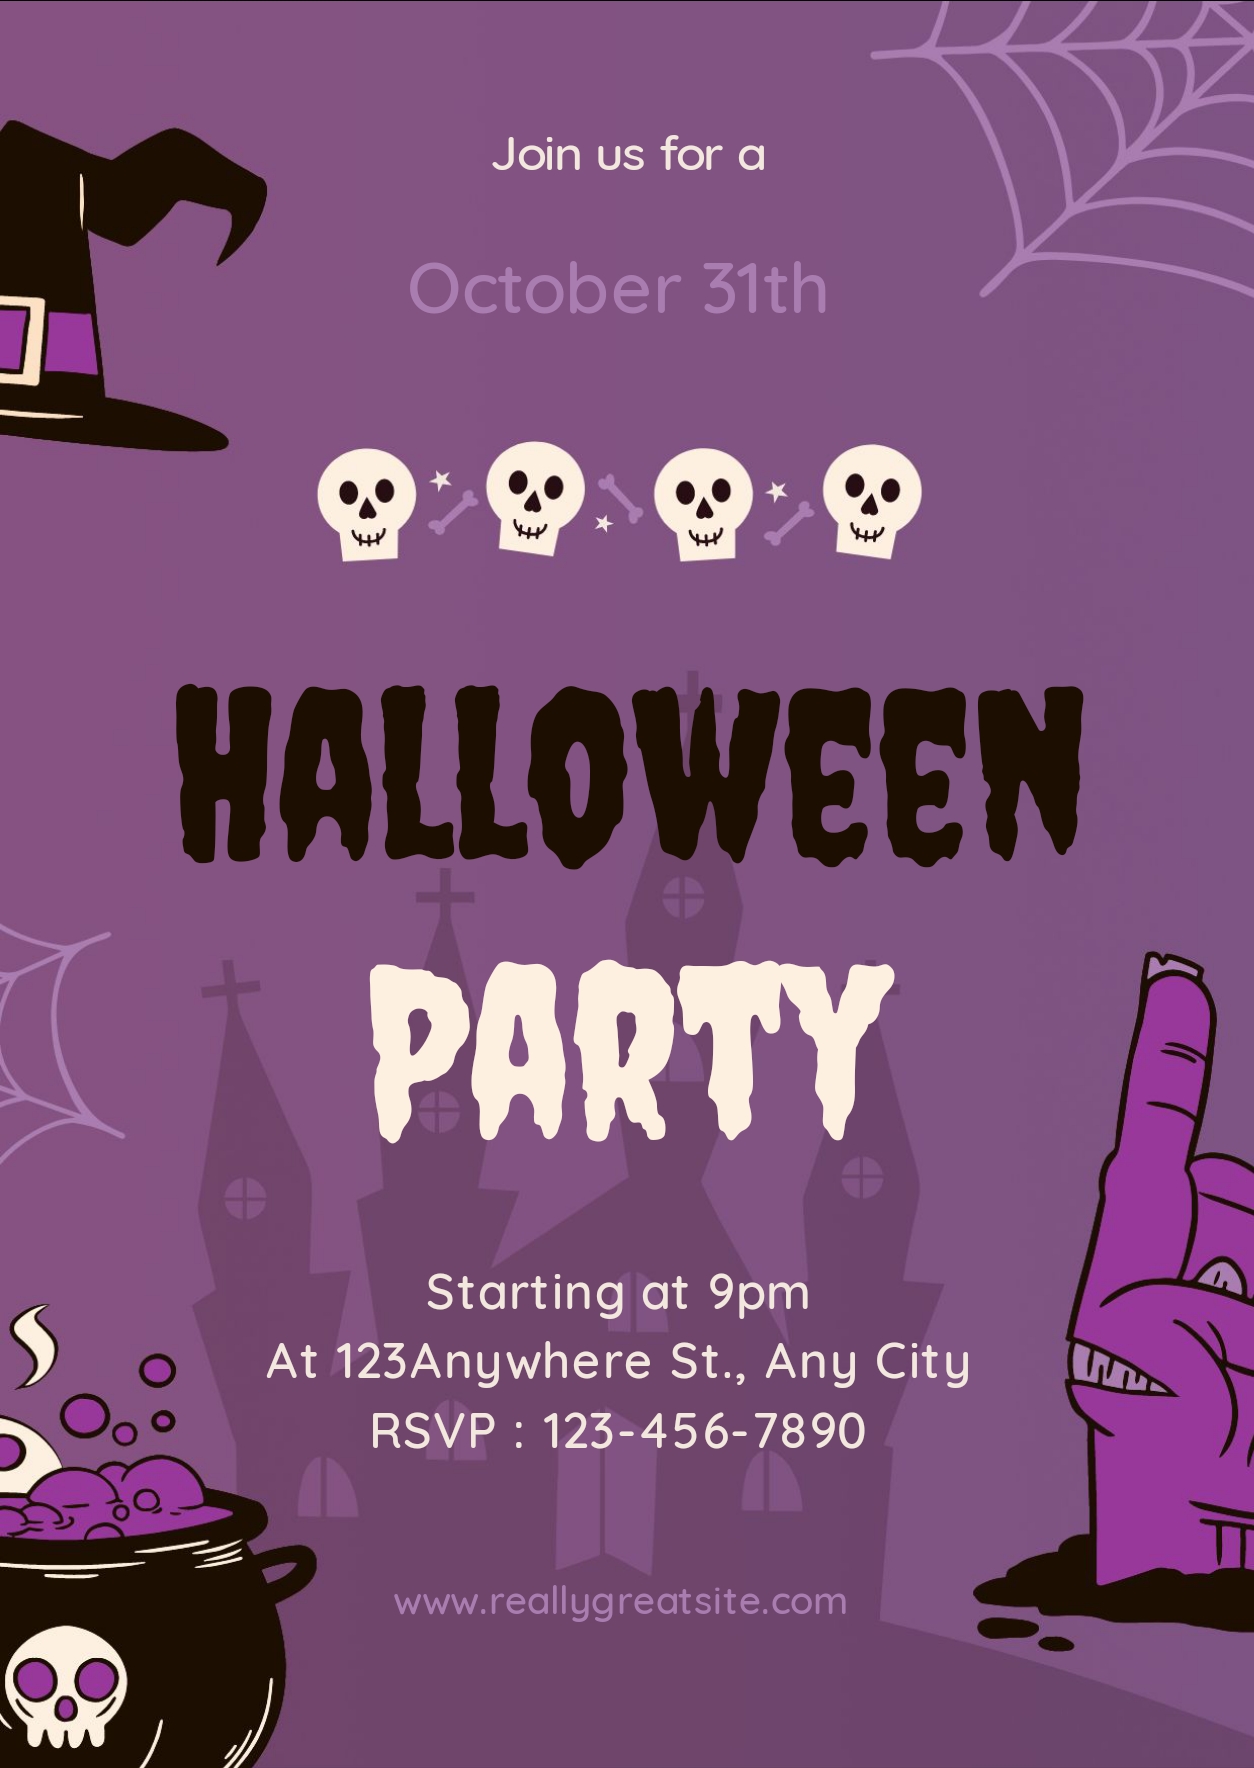 Join us for a
October 31th
HALLOWEEN
PARTY
Starting at 9pm
At 123Anywhere St., Any City
RSVP : 123-456-7890
www.reallygreatsite.com